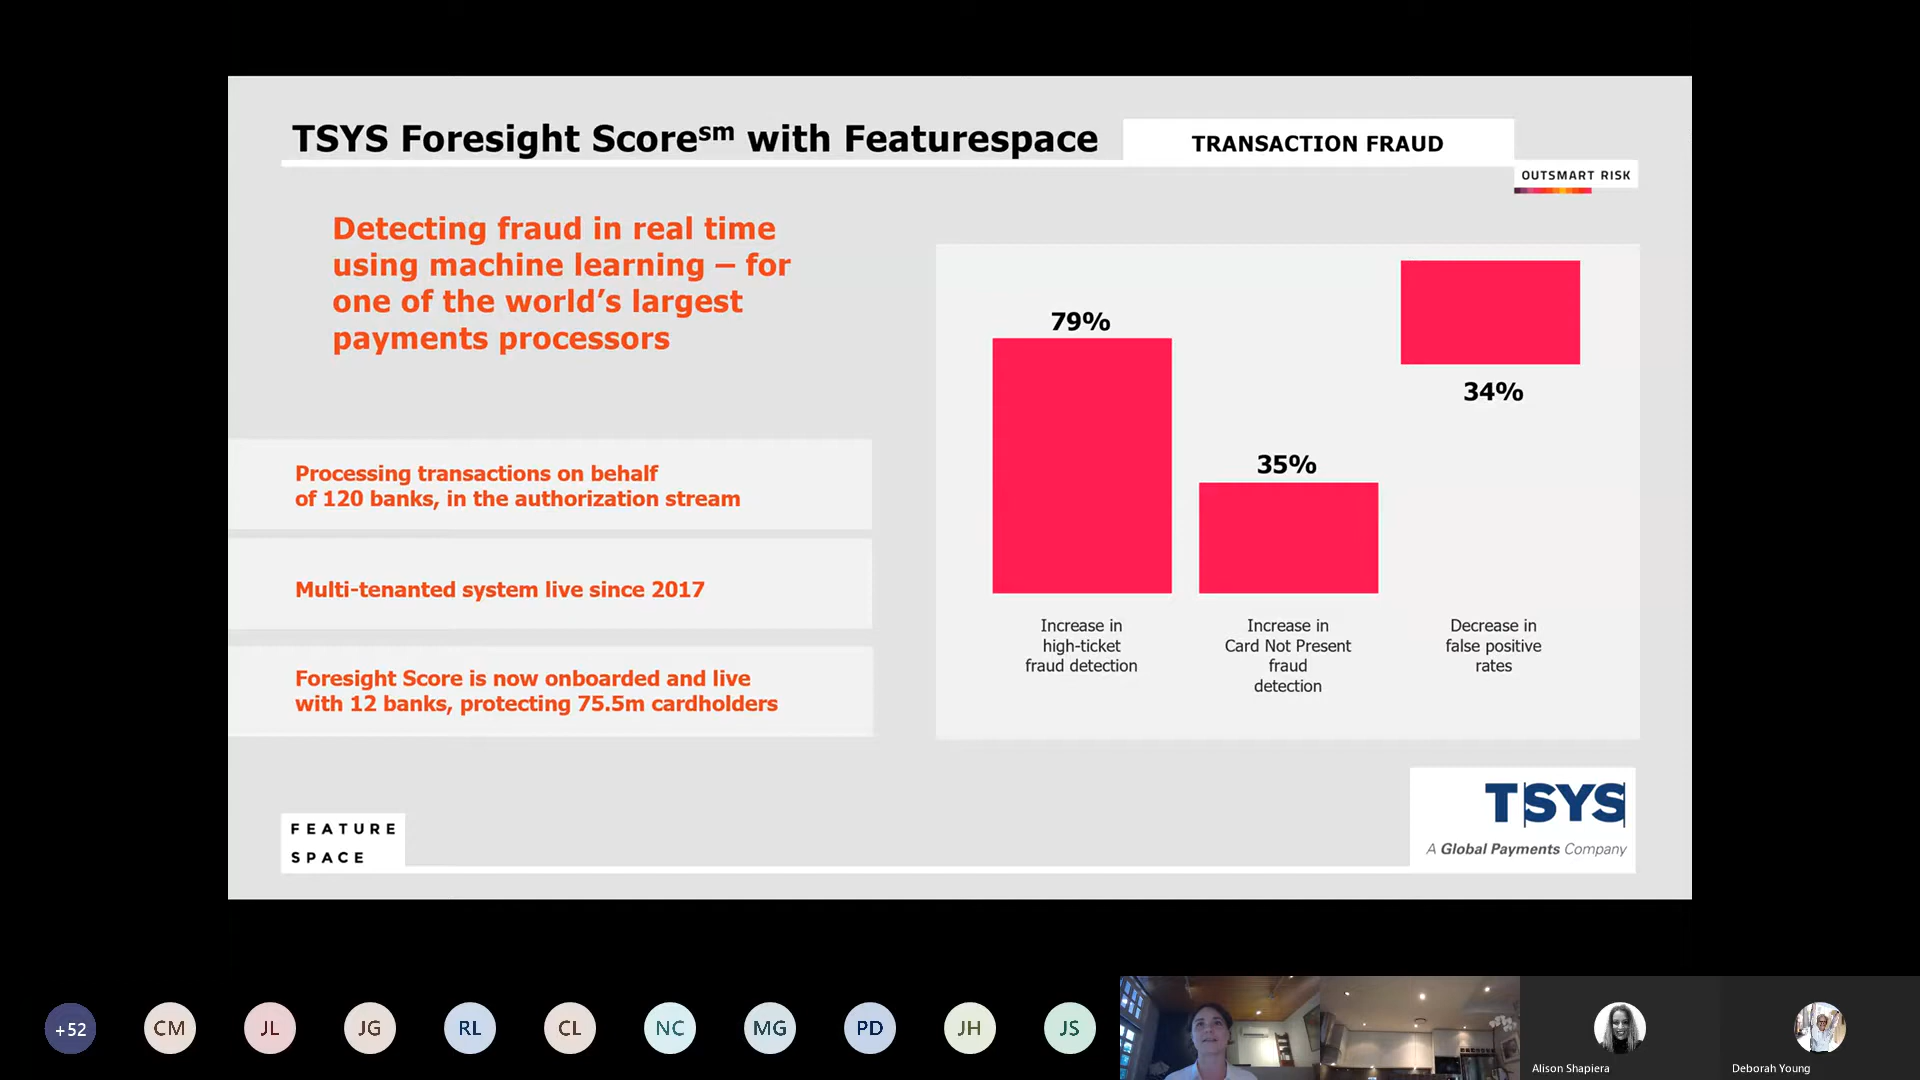 TSYS Foresight Scoresm with Featurespace
TRANSACTION FRAUD
OUTSMART RISK
Detecting fraud in real time
using machine learning – for
one of the world’s largest
payments processors
Processing transactions on behalf
of 120 banks, in the authorization stream
Multi-tenanted system live since 2017
Foresight Score is now onboarded and live
with 12 banks, protecting 75.5m cardholders
79%
35%
34%
Increase in
high-ticket
fraud detection
Increase in
Card Not Present
fraud
detection
Decrease in
false positive
rates
FEATURE
SPACE
TSYS
A Global Payments Company
+52
CM
JL
JG
RL
CL
NC
MG
PD
JH
JS
Alison Shapiera
Deborah Young